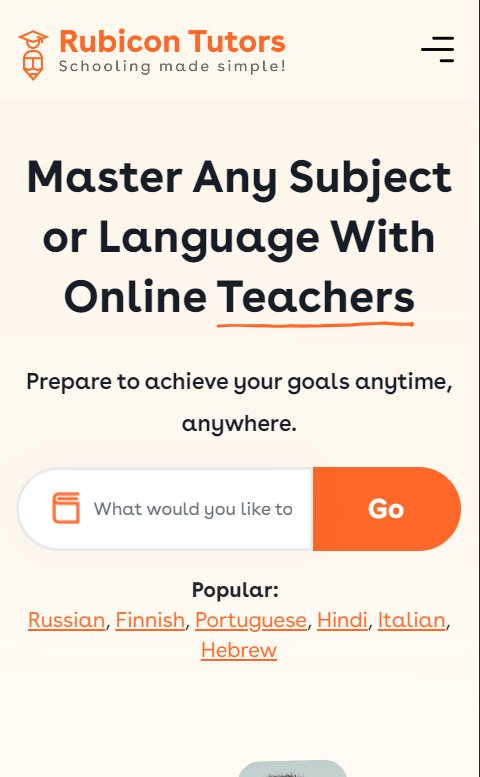 Rubicon Tutors
Schooling made simple!
Master Any Subject
or Language With
Online Teachers
Prepare to achieve your goals anytime,
anywhere.
What would you like to
Go
Popular:
Russian, Finnish, Portuguese, Hindi, Italian,
Hebrew